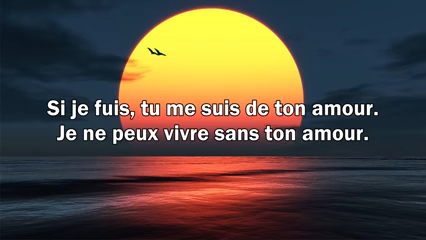 Si je fuis, tu me suis de ton amour.
Je ne peux vivre sans ton amour.